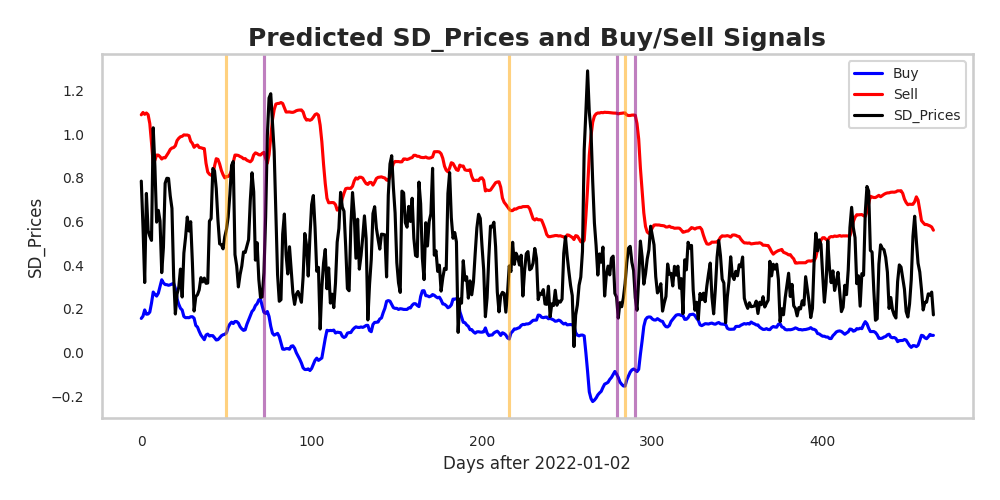 Predicted SD_Prices and Buy/Sell Signals
Buy
Sell
SD_Prices
1.2
1.0
0.8
0.6
0.4
0.2
0.0
−0.2
SD_Prices
0
100
200
300
400
Days after 2022-01-02